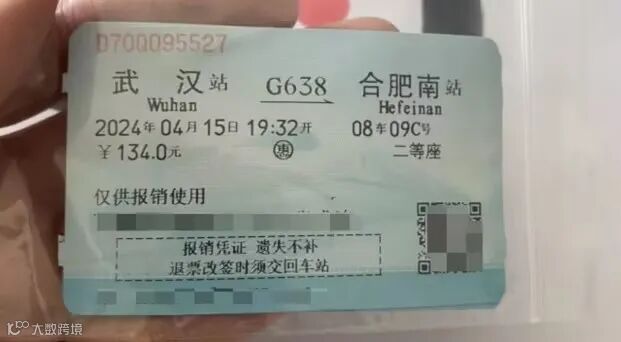 D700095527
武汉站 G638 合肥南站
Wuhan Hefeinan
2024年04月15日19:32开 08车09C号
￥134.0元 惠 二等座
仅供报销使用
报销凭证 遗失不补
退票改签时须交回车站
大数跨境